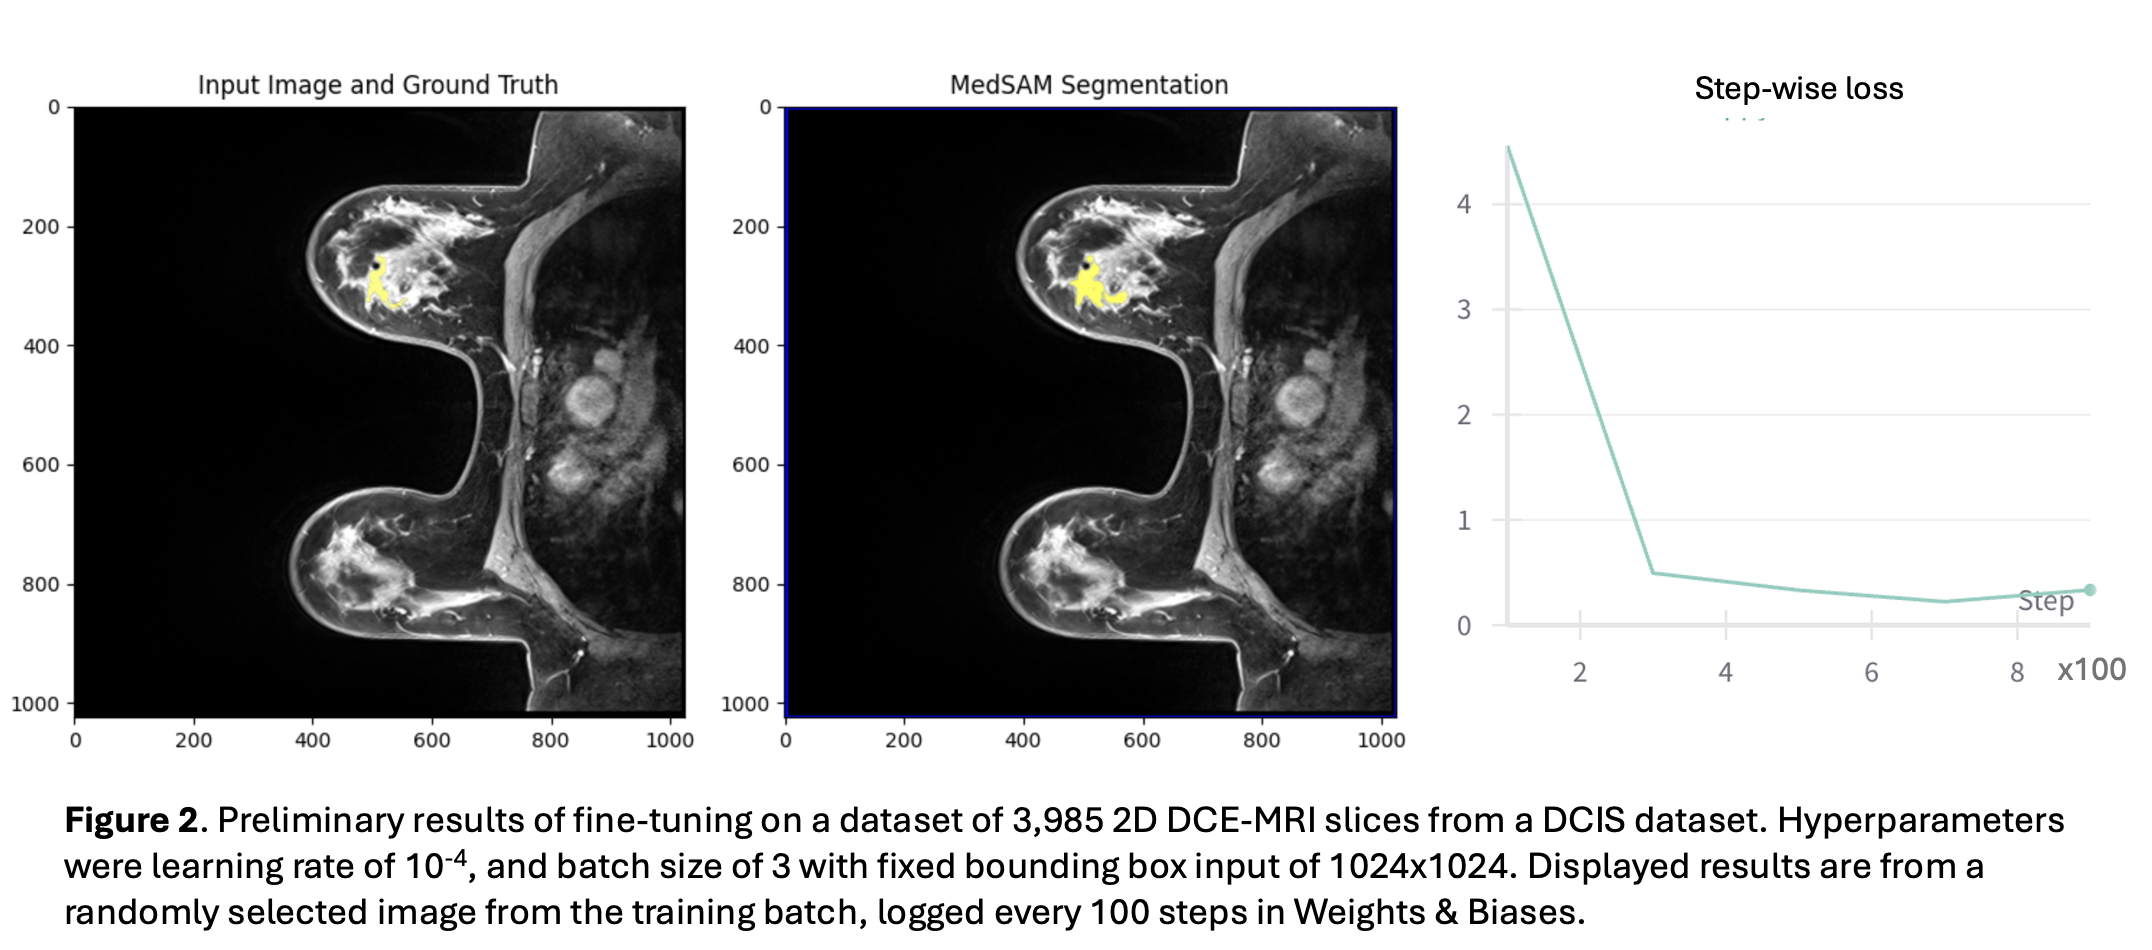 Input Image and Ground Truth
0
200
400
600
800
1000
0 200 400 600 800 1000
MedSAM Segmentation
0
200
400
600
800
1000
0 200 400 600 800 1000
Step-wise loss
4
3
2
1
0
Step
2 4 6 8 x100
Figure 2. Preliminary results of fine-tuning on a dataset of 3,985 2D DCE-MRI slices from a DCIS dataset. Hyperparameters
were learning rate of 10⁻⁴, and batch size of 3 with fixed bounding box input of 1024x1024. Displayed results are from a
randomly selected image from the training batch, logged every 100 steps in Weights & Biases.